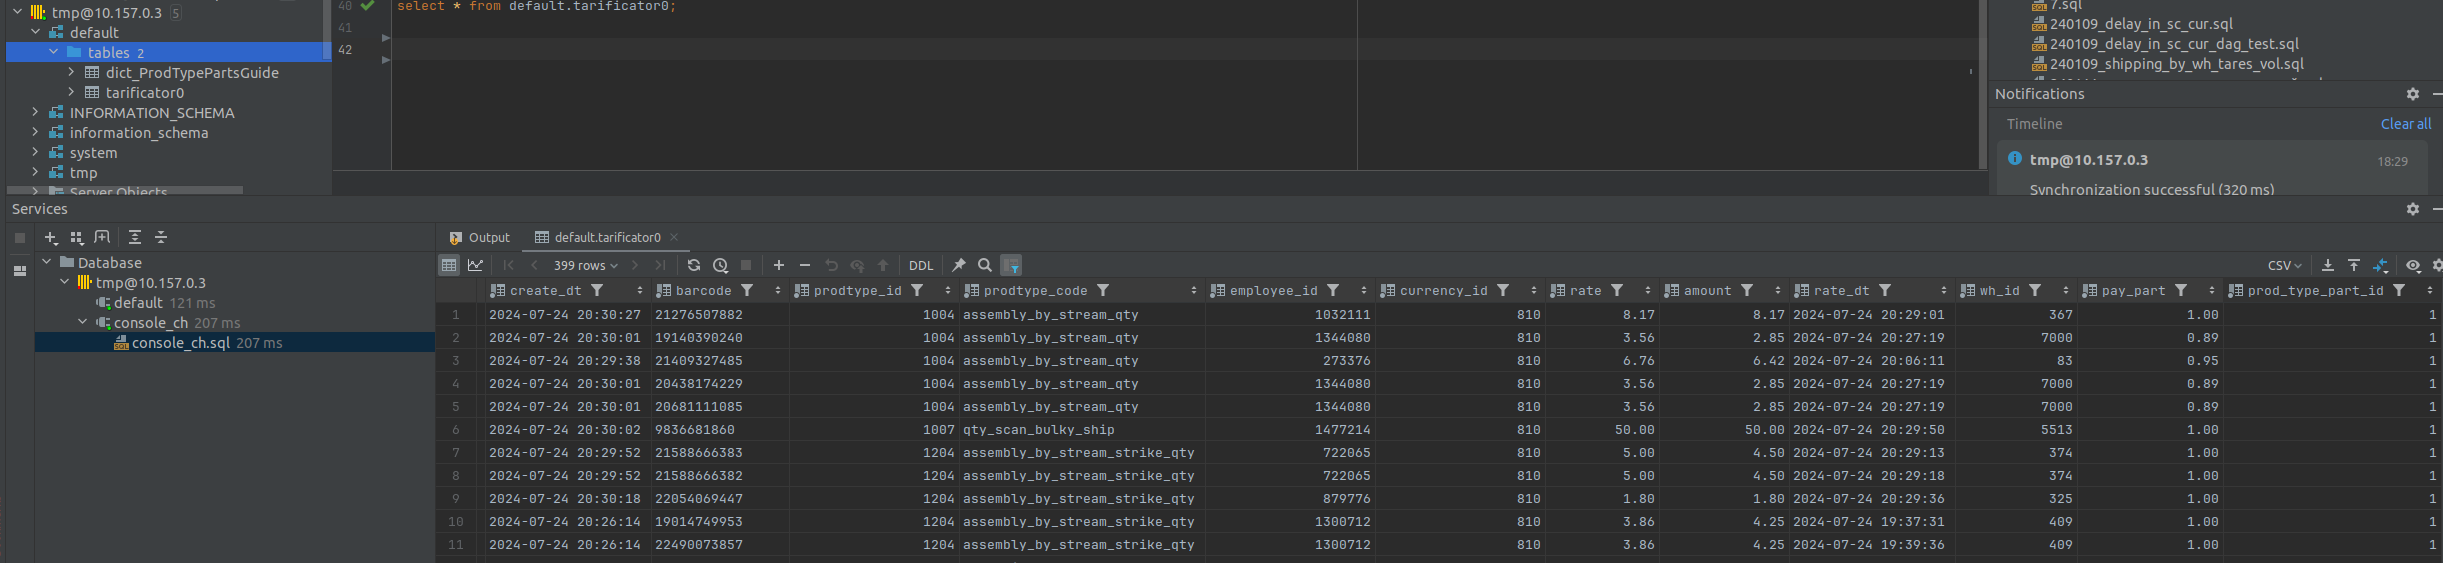 tmp@10.157.0.3 5
default
tables 2
dict_ProdTypePartsGuide
tarificator0
INFORMATION_SCHEMA
information_schema
system
tmp
Server Objects
40 select * from default.tarificator0;
41
42
7.sql
240109_delay_in_sc_cur.sql
240109_delay_in_sc_cur_dag_test.sql
240109_shipping_by_wh_tares_vol.sql
Notifications
Timeline Clear all
tmp@10.157.0.3 18:29
Synchronization successful (320 ms)
Services
Database
tmp@10.157.0.3
default 121 ms
console_ch 207 ms
console_ch.sql 207 ms
Output default.tarificator0
399 rows DDL CSV
create_dt barcode prodtype_id prodtype_code employee_id currency_id rate amount rate_dt wh_id pay_part prod_type_part_id
1 2024-07-24 20:30:27 21276507882 1004 assembly_by_stream_qty 1032111 810 8.17 8.17 2024-07-24 20:29:01 367 1.00 1
2 2024-07-24 20:30:01 19140390240 1004 assembly_by_stream_qty 1344080 810 3.56 2.85 2024-07-24 20:27:19 7000 0.89 1
3 2024-07-24 20:29:38 21409327485 1004 assembly_by_stream_qty 273376 810 6.76 6.42 2024-07-24 20:06:11 83 0.95 1
4 2024-07-24 20:30:01 20438174229 1004 assembly_by_stream_qty 1344080 810 3.56 2.85 2024-07-24 20:27:19 7000 0.89 1
5 2024-07-24 20:30:01 20681111085 1004 assembly_by_stream_qty 1344080 810 3.56 2.85 2024-07-24 20:27:19 7000 0.89 1
6 2024-07-24 20:30:02 9836681860 1007 qty_scan_bulky_ship 1477214 810 50.00 50.00 2024-07-24 20:29:50 5513 1.00 1
7 2024-07-24 20:29:52 21588666383 1204 assembly_by_stream_strike_qty 722065 810 5.00 4.50 2024-07-24 20:29:13 374 1.00 1
8 2024-07-24 20:29:52 21588666382 1204 assembly_by_stream_strike_qty 722065 810 5.00 4.50 2024-07-24 20:29:18 374 1.00 1
9 2024-07-24 20:30:18 22054069447 1204 assembly_by_stream_strike_qty 879776 810 1.80 1.80 2024-07-24 20:29:36 325 1.00 1
10 2024-07-24 20:26:14 19014749953 1204 assembly_by_stream_strike_qty 1300712 810 3.86 4.25 2024-07-24 19:37:31 409 1.00 1
11 2024-07-24 20:26:14 22490073857 1204 assembly_by_stream_strike_qty 1300712 810 3.86 4.25 2024-07-24 19:39:36 409 1.00 1